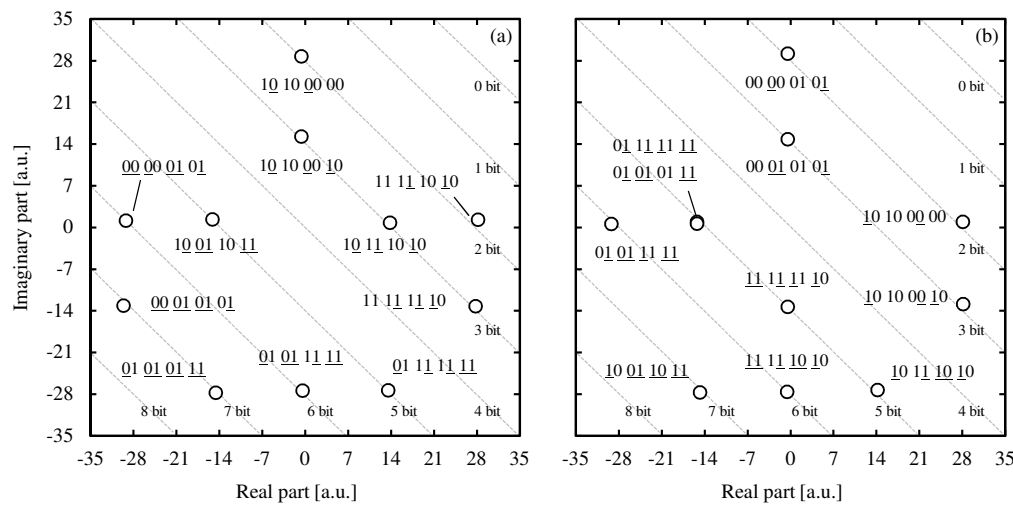 (a)
10 10 00 00
0 bit
10 10 00 10
1 bit
00 00 01 01
11 11 10 10
10 01 10 11
10 11 10 10
2 bit
00 01 01 01
11 11 11 10
3 bit
01 01 01 11
01 01 11 11
01 11 11 11
8 bit
7 bit
6 bit
5 bit
4 bit
35
28
21
14
7
0
-7
-14
-21
-28
-35
-35 -28 -21 -14 -7 0 7 14 21 28 35
Imaginary part [a.u.]
Real part [a.u.]
(b)
00 00 01 01
0 bit
01 11 11 11
01 01 01 11
00 01 01 01
1 bit
10 10 00 00
01 01 11 11
2 bit
11 11 11 10
10 10 00 10
3 bit
10 01 10 11
11 11 10 10
10 11 10 10
8 bit
7 bit
6 bit
5 bit
4 bit
-35 -28 -21 -14 -7 0 7 14 21 28 35
Real part [a.u.]